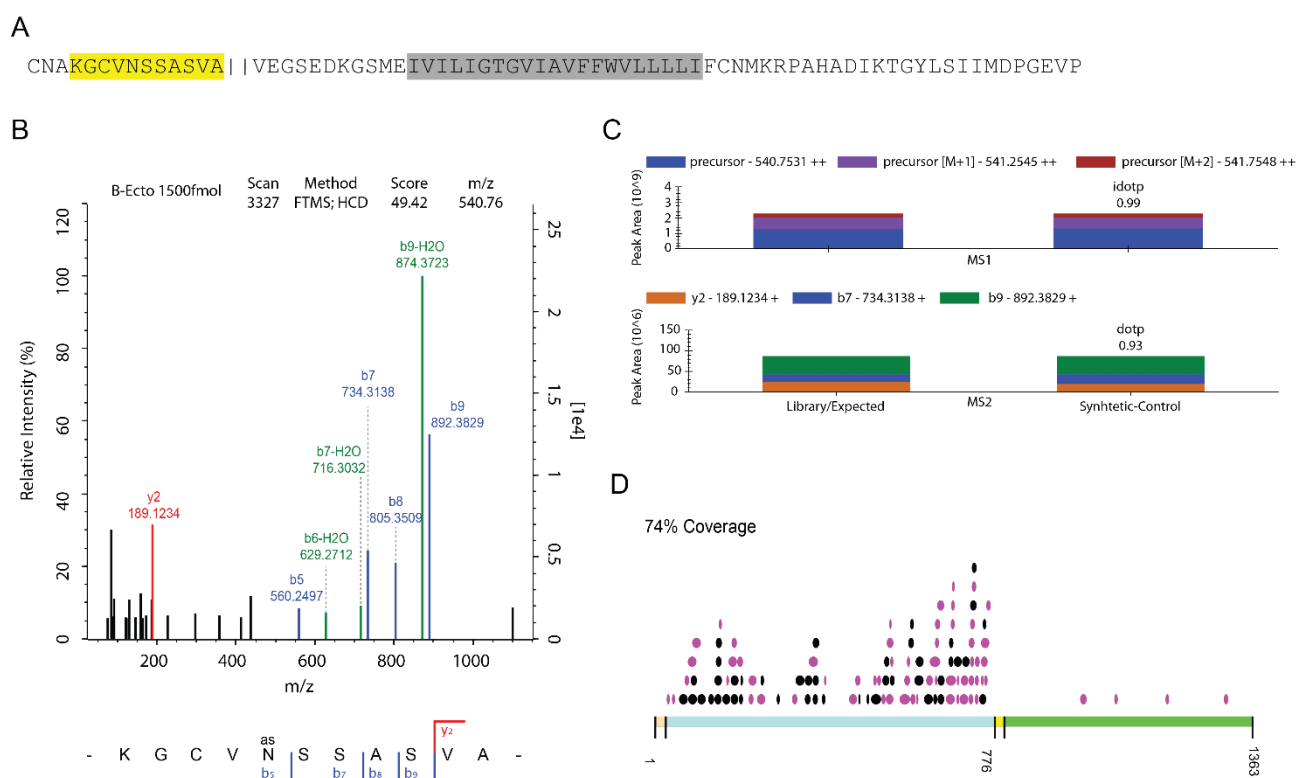 A
CNAKGCVNSSASVA||VEGSEDKGSMEIVILIGTGVIAVFFWVLLLLIFCNMKRPAHADIKTGYLSIIMDPGEVP
B
B-Ecto 1500fmol
Scan Method Score m/z
3327 FTMS; HCD 49.42 540.76
Relative Intensity (%)
120
100
80
60
40
20
0
[1e4]
2.5
2
1.5
1
0.5
0
b9-H2O
874.3723
b7
734.3138
b9
892.3829
b7-H2O
716.3032
y2
189.1234
b8
805.3509
b6-H2O
629.2712
b5
560.2497
200 400 600 800 1000
m/z
y₂
as
- K G C V N S S A S V A -
b₅ b₇ b₈ b₉
C
precursor - 540.7531 ++ precursor [M+1] - 541.2545 ++ precursor [M+2] - 541.7548 ++
Peak Area (10^9)
4
3
2
1
0
idotp
0.99
MS1
y2 - 189.1234 + b7 - 734.3138 + b9 - 892.3829 +
Peak Area (10^6)
150
100
50
0
dotp
0.93
Library/Expected MS2 Synhtetic-Control
D
74% Coverage
1 776 1363